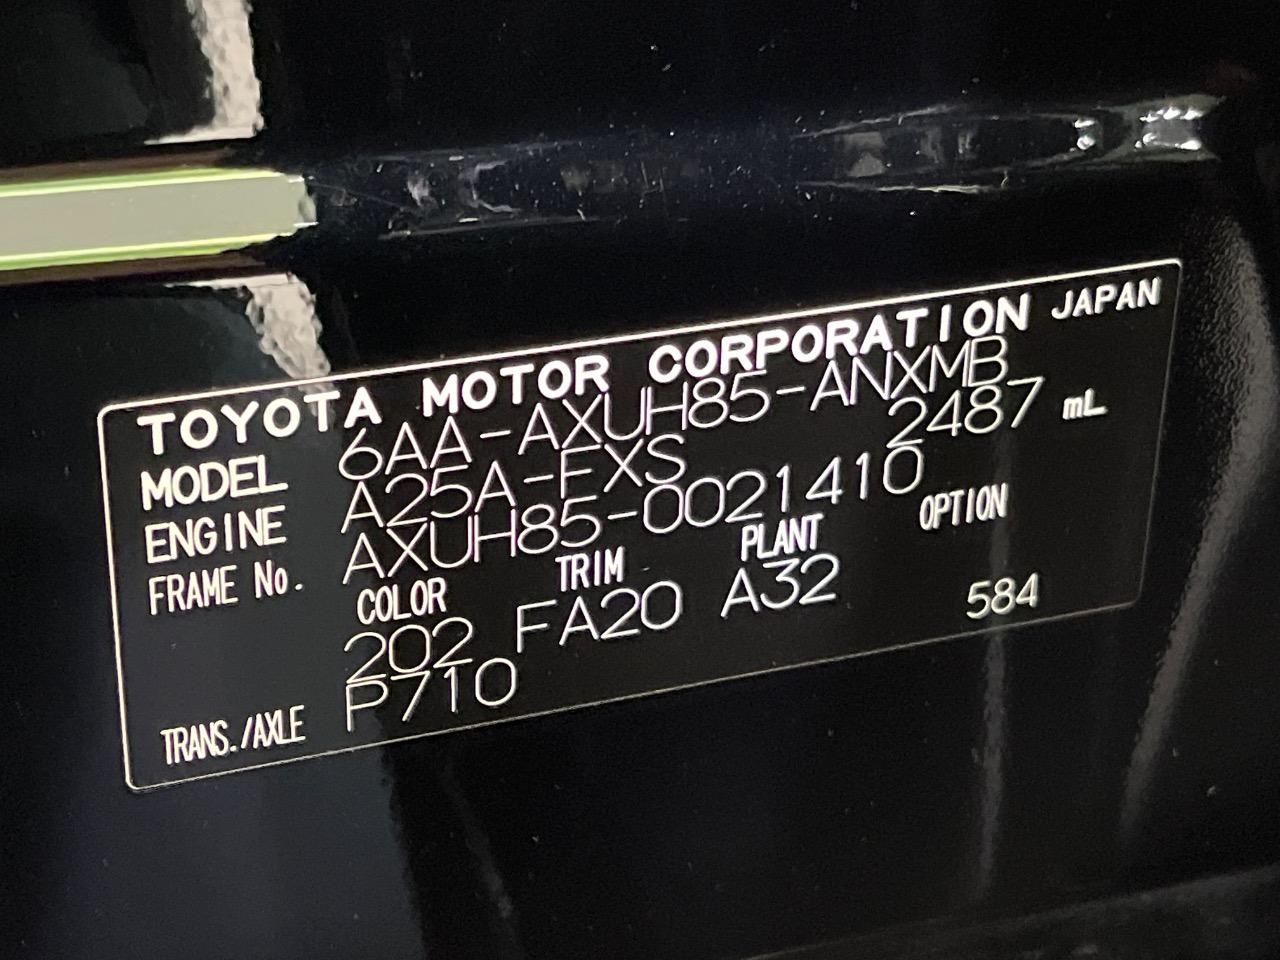 TOYOTA MOTOR CORPORATION JAPAN
MODEL 6AA-AXUH85-ANXMB
ENGINE A25A-FXS 2487 mL
FRAME No. AXUH85-0021410
COLOR TRIM PLANT OPTION
202 FA20 A32 584
TRANS./AXLE P710